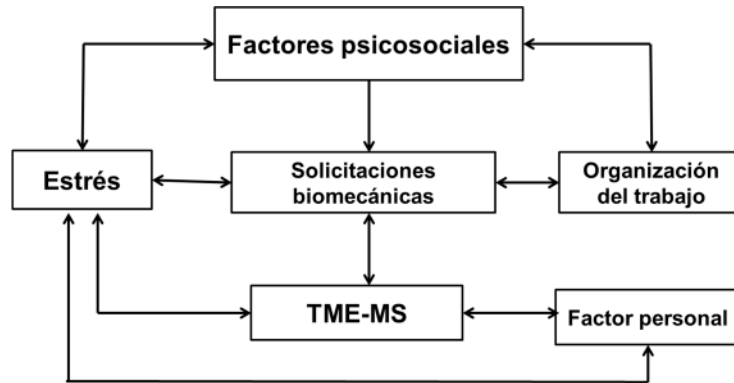 Factores psicosociales
Estrés
Solicitaciones
biomecánicas
Organización
del trabajo
TME-MS
Factor personal